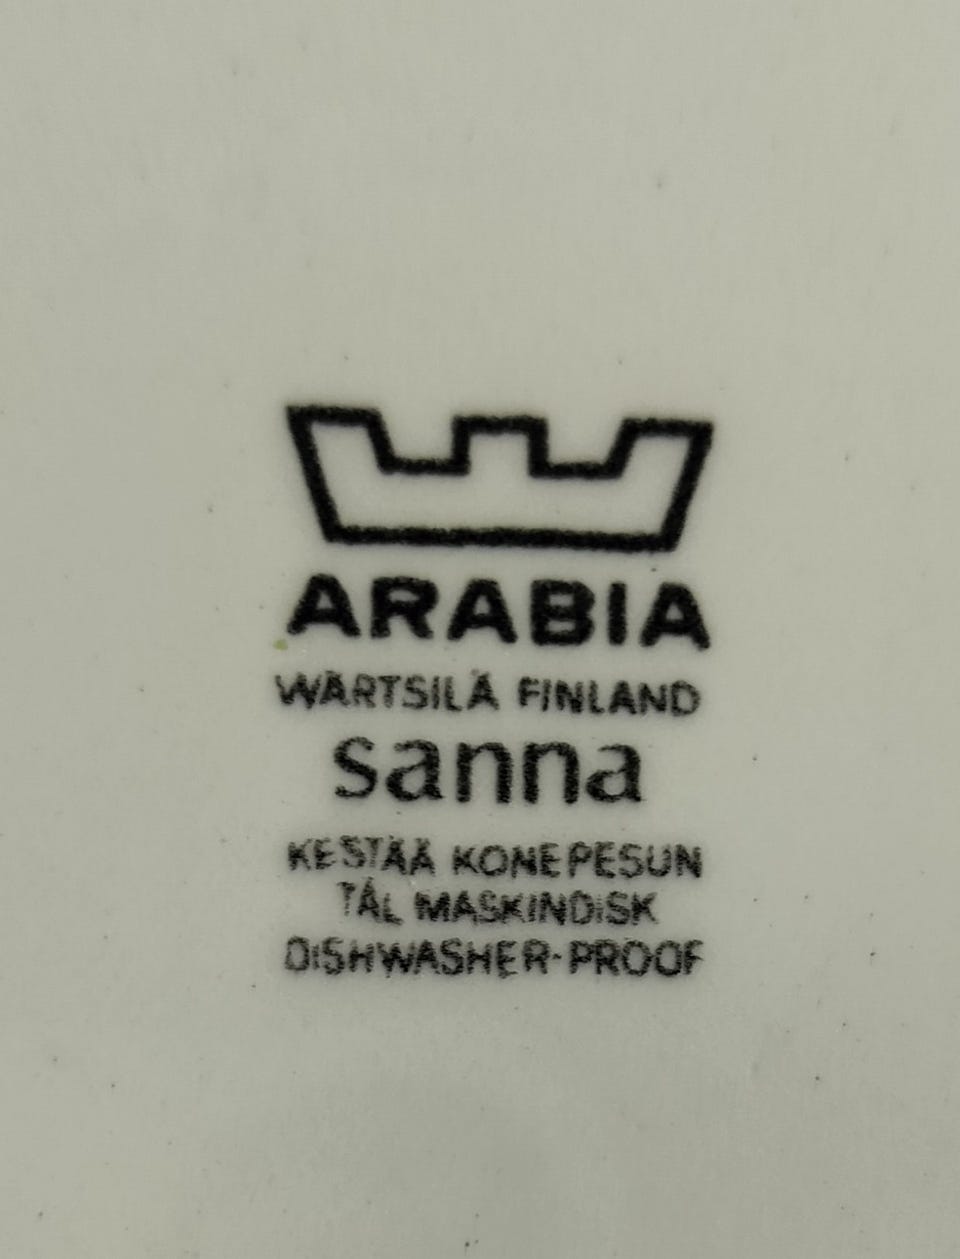 ARABIA
WÄRTSILÄ FINLAND
sanna
KESTÄÄ KONEPESUN
TÅL MASKINDISK
DISHWASHER-PROOF